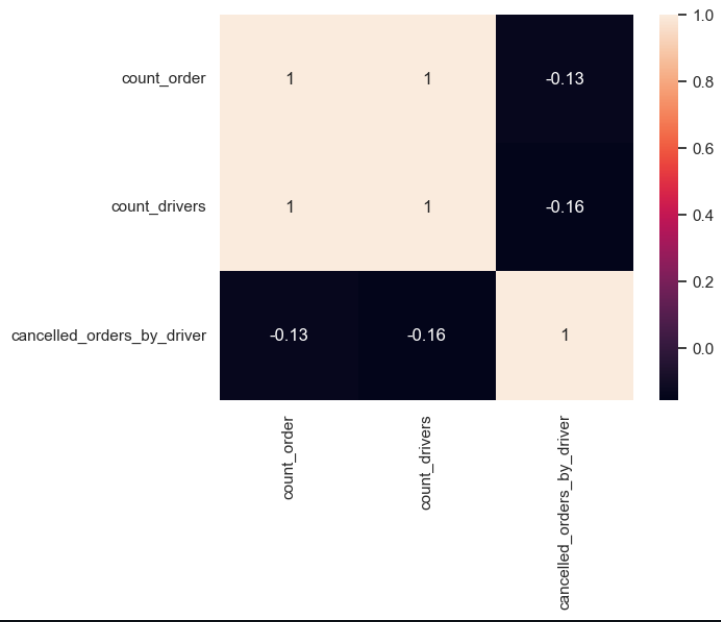 count_order 1 1 -0.13
count_drivers 1 1 -0.16
cancelled_orders_by_driver -0.13 -0.16 1
count_order
count_drivers
cancelled_orders_by_driver
1.0
0.8
0.6
0.4
0.2
0.0